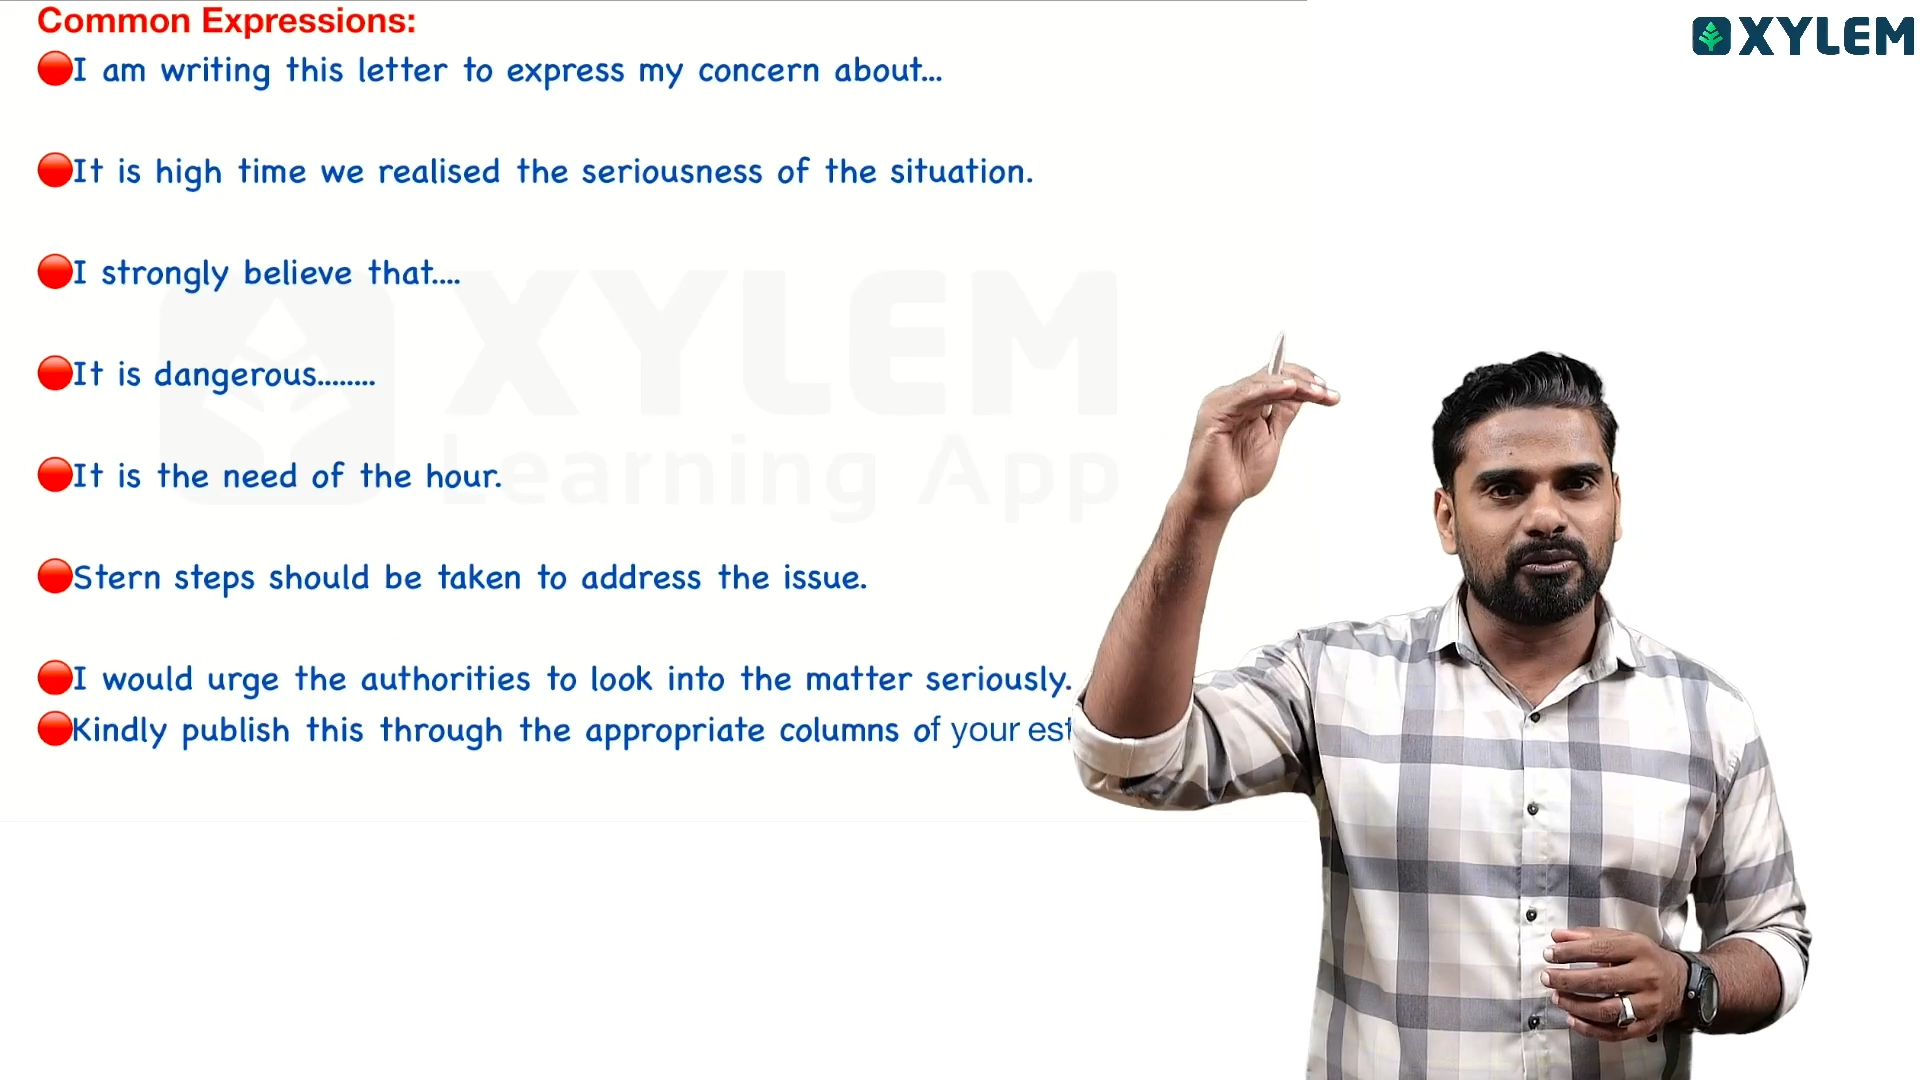 Common Expressions:
XYLEM
I am writing this letter to express my concern about...
It is high time we realised the seriousness of the situation.
I strongly believe that....
It is dangerous........
It is the need of the hour.
Stern steps should be taken to address the issue.
I would urge the authorities to look into the matter seriously.
Kindly publish this through the appropriate columns of your
XYLEM
Learning App